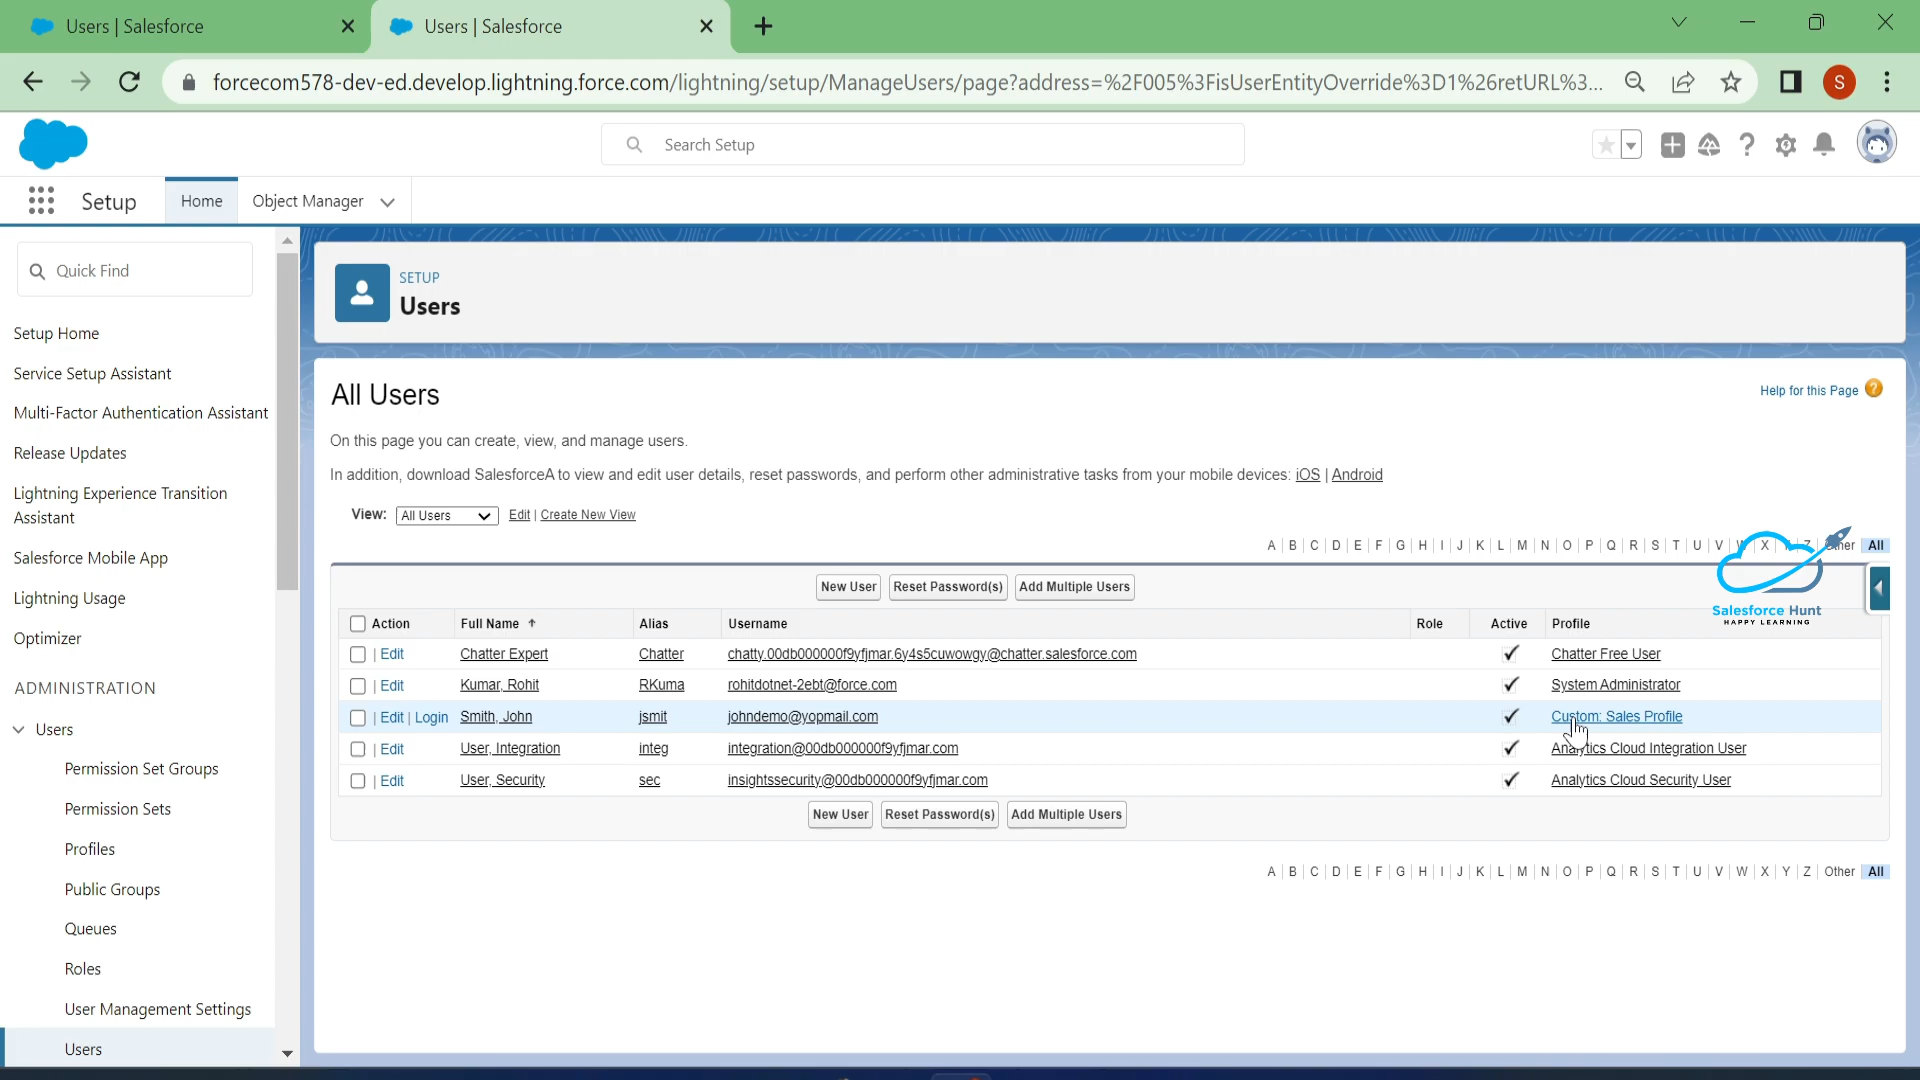 Users | Salesforce
Users | Salesforce
forcecom578-dev-ed.develop.lightning.force.com/lightning/setup/ManageUsers/page?address=%2F005%3FisUserEntityOverride%3D1%26retURL%3...
S
Search Setup
Setup
Home
Object Manager
Quick Find
Setup Home
Service Setup Assistant
Multi-Factor Authentication Assistant
Release Updates
Lightning Experience Transition
Assistant
Salesforce Mobile App
Lightning Usage
Optimizer
ADMINISTRATION
Users
Permission Set Groups
Permission Sets
Profiles
Public Groups
Queues
Roles
User Management Settings
Users
SETUP
Users
All Users
Help for this Page
On this page you can create, view, and manage users.
In addition, download SalesforceA to view and edit user details, reset passwords, and perform other administrative tasks from your mobile devices: iOS | Android
View: All Users Edit | Create New View
A | B | C | D | E | F | G | H | I | J | K | L | M | N | O | P | Q | R | S | T | U | V | W | X | Y | Z | Other All
Salesforce Hunt
HAPPY LEARNING
New User Reset Password(s) Add Multiple Users
Action Full Name Alias Username Role Active Profile
| Edit Chatter Expert Chatter chatty.00db000000f9yfjmar.6y4s5cuwowgy@chatter.salesforce.com Chatter Free User
| Edit Kumar, Rohit RKuma rohitdotnet-2ebt@force.com System Administrator
| Edit | Login Smith, John jsmit johndemo@yopmail.com Custom: Sales Profile
| Edit User, Integration integ integration@00db000000f9yfjmar.com Analytics Cloud Integration User
| Edit User, Security sec insightssecurity@00db000000f9yfjmar.com Analytics Cloud Security User
New User Reset Password(s) Add Multiple Users
A | B | C | D | E | F | G | H | I | J | K | L | M | N | O | P | Q | R | S | T | U | V | W | X | Y | Z | Other All